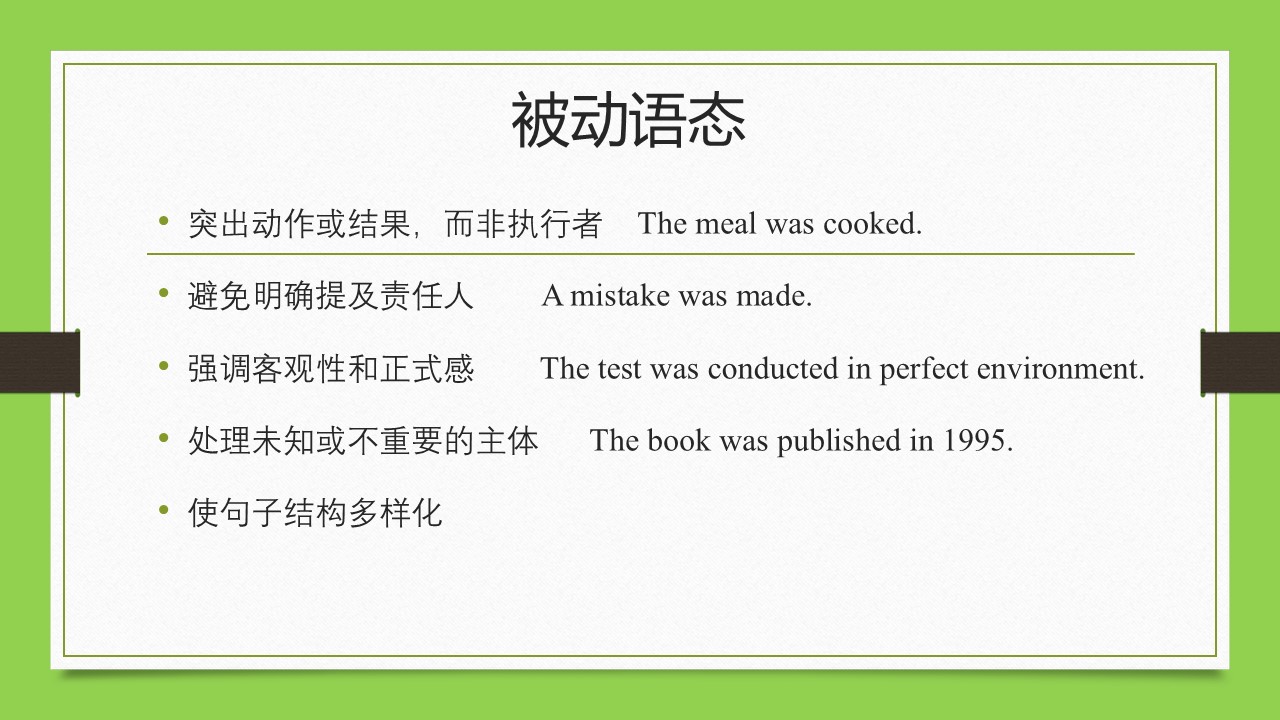 被动语态
• 突出动作或结果，而非执行者 The meal was cooked.
• 避免明确提及责任人 A mistake was made.
• 强调客观性和正式感 The test was conducted in perfect environment.
• 处理未知或不重要的主体 The book was published in 1995.
• 使句子结构多样化